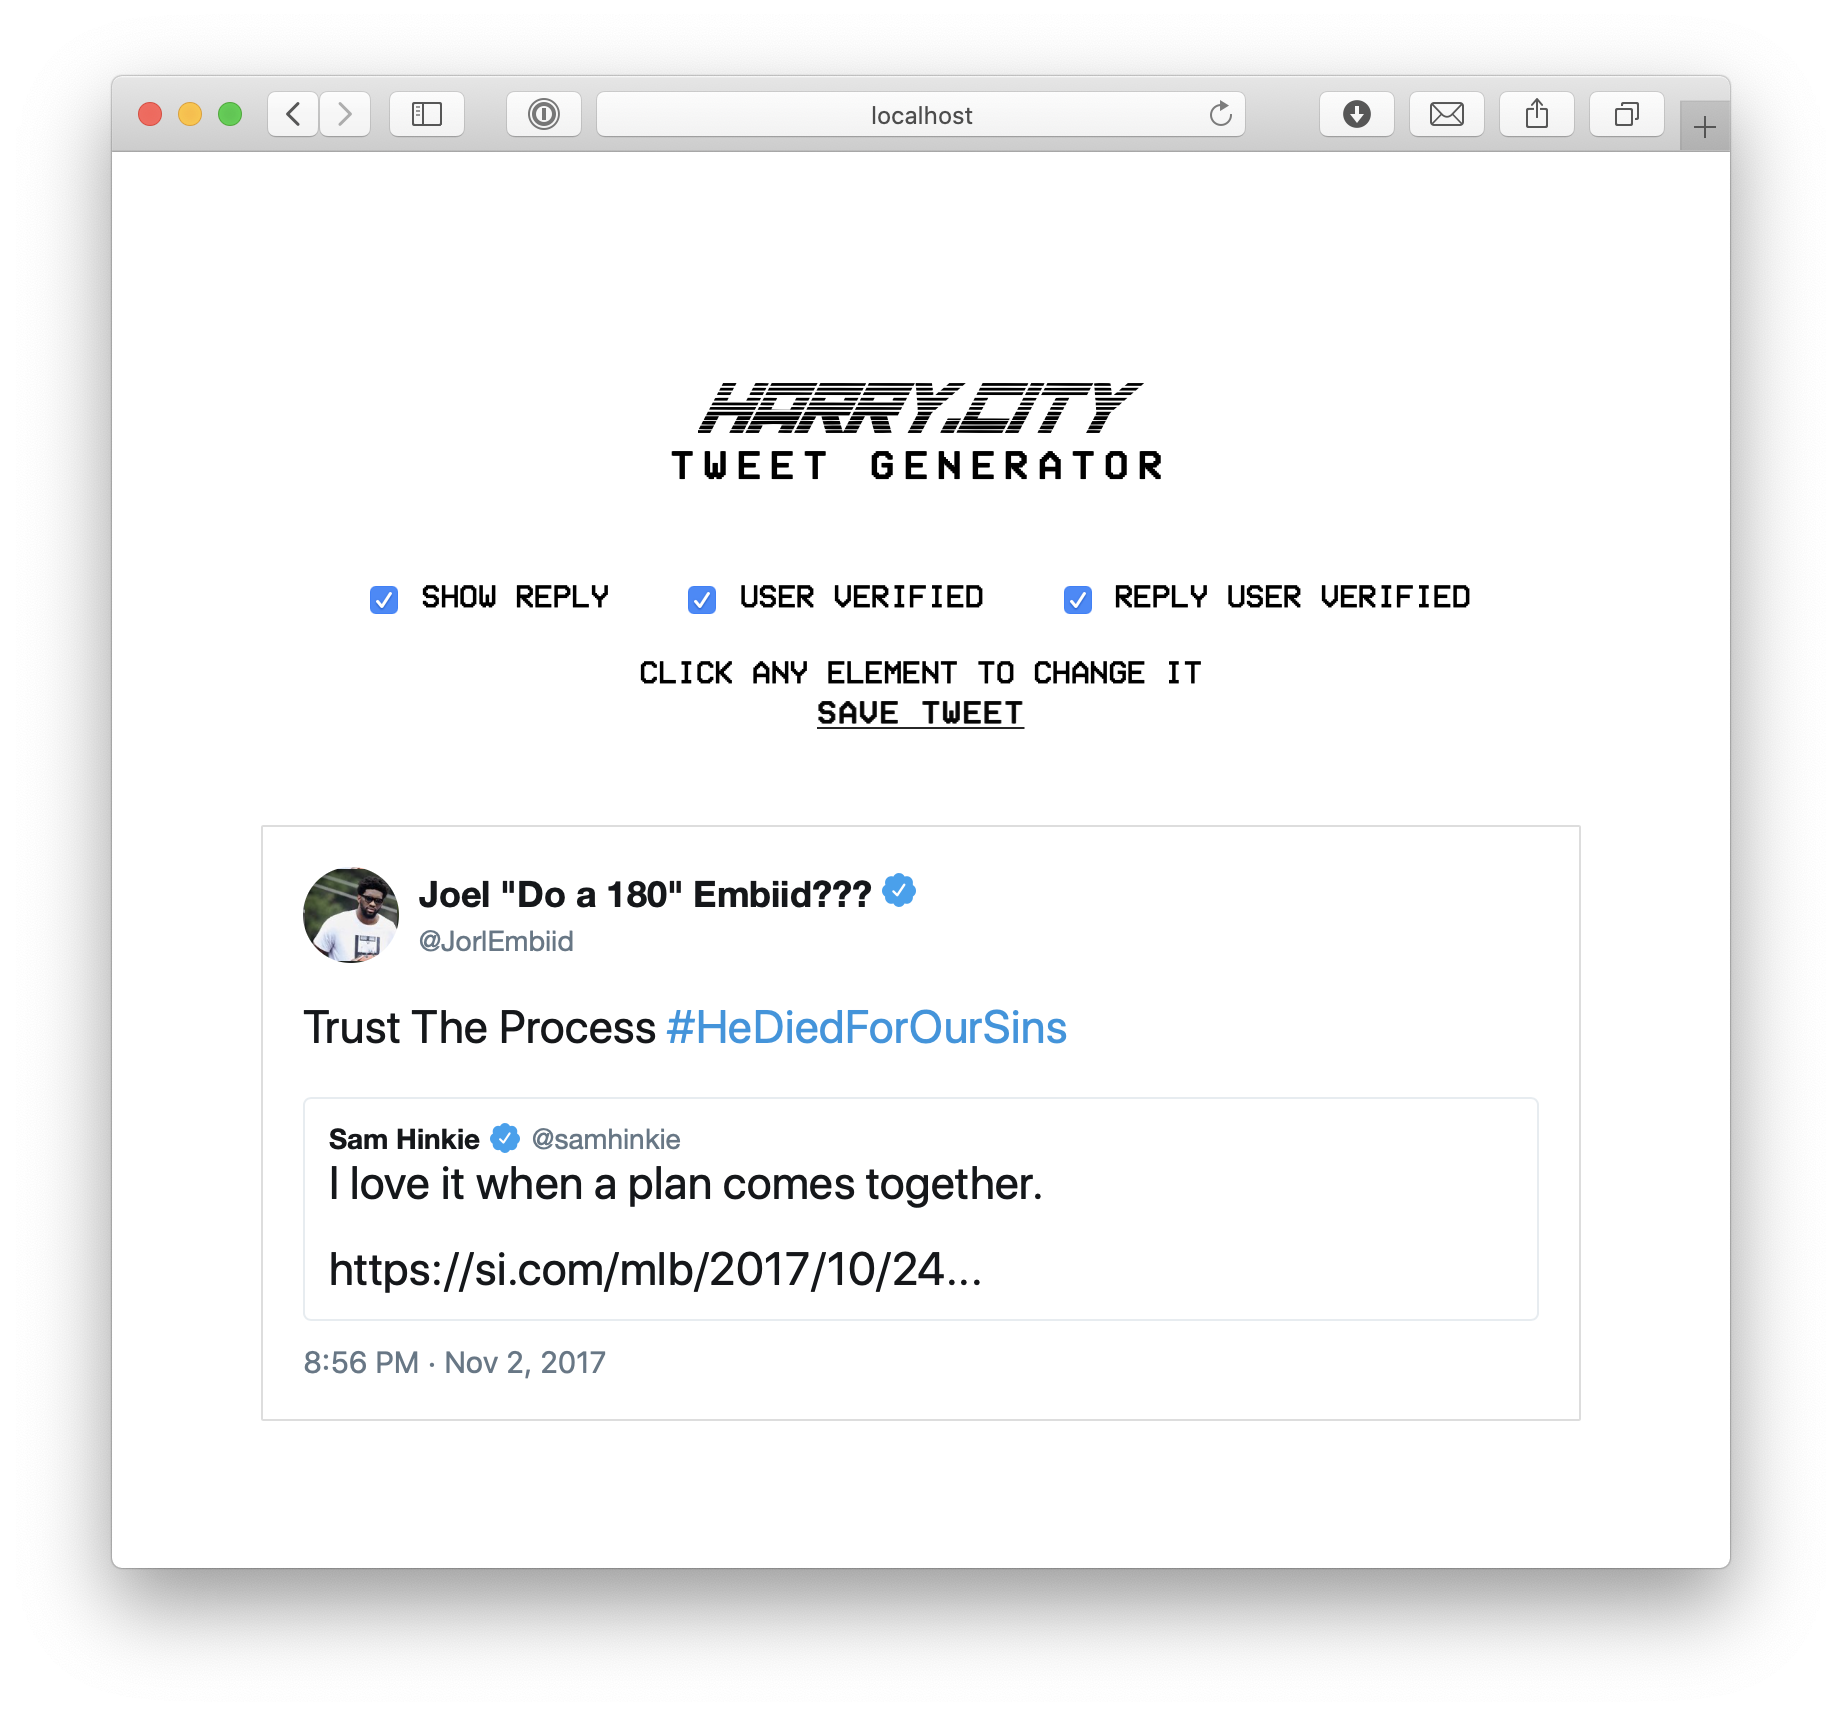 localhost
HARRY.CITY
TWEET GENERATOR
SHOW REPLY USER VERIFIED REPLY USER VERIFIED
CLICK ANY ELEMENT TO CHANGE IT
SAVE TWEET
Joel "Do a 180" Embiid???
@JorlEmbiid
Trust The Process #HeDiedForOurSins
Sam Hinkie @samhinkie
I love it when a plan comes together.
https://si.com/mlb/2017/10/24...
8:56 PM · Nov 2, 2017